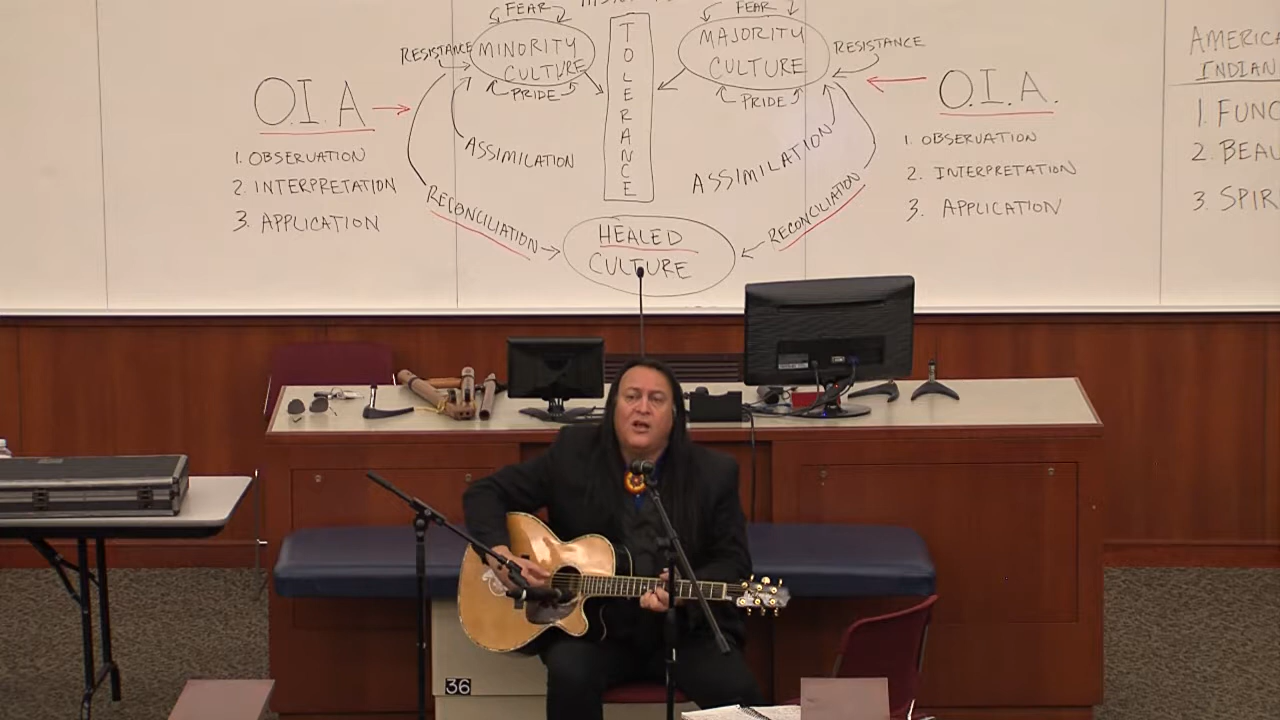 FEAR
FEAR
T
O
L
E
R
A
N
C
E
RESISTANCE
MINORITY
CULTURE
PRIDE
MAJORITY
CULTURE
PRIDE
RESISTANCE
O.I.A
1. OBSERVATION
2. INTERPRETATION
3. APPLICATION
ASSIMILATION
RECONCILIATION
ASSIMILATION
RECONCILIATION
HEALED
CULTURE
O.I.A.
1. OBSERVATION
2. INTERPRETATION
3. APPLICATION
AMERICA
INDIAN
1. FUNC
2. BEAU
3. SPIR
36